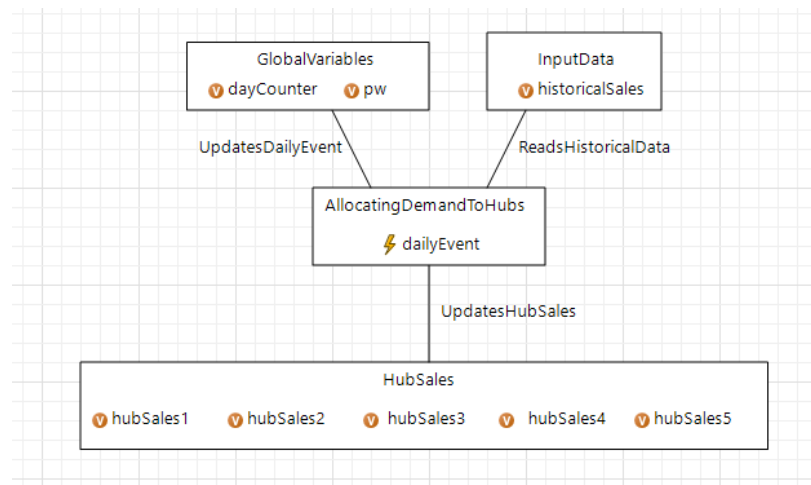 GlobalVariables
InputData
dayCounter
pw
historicalSales
UpdatesDailyEvent
ReadsHistoricalData
AllocatingDemandToHubs
dailyEvent
UpdatesHubSales
HubSales
hubSales1
hubSales2
hubSales3
hubSales4
hubSales5